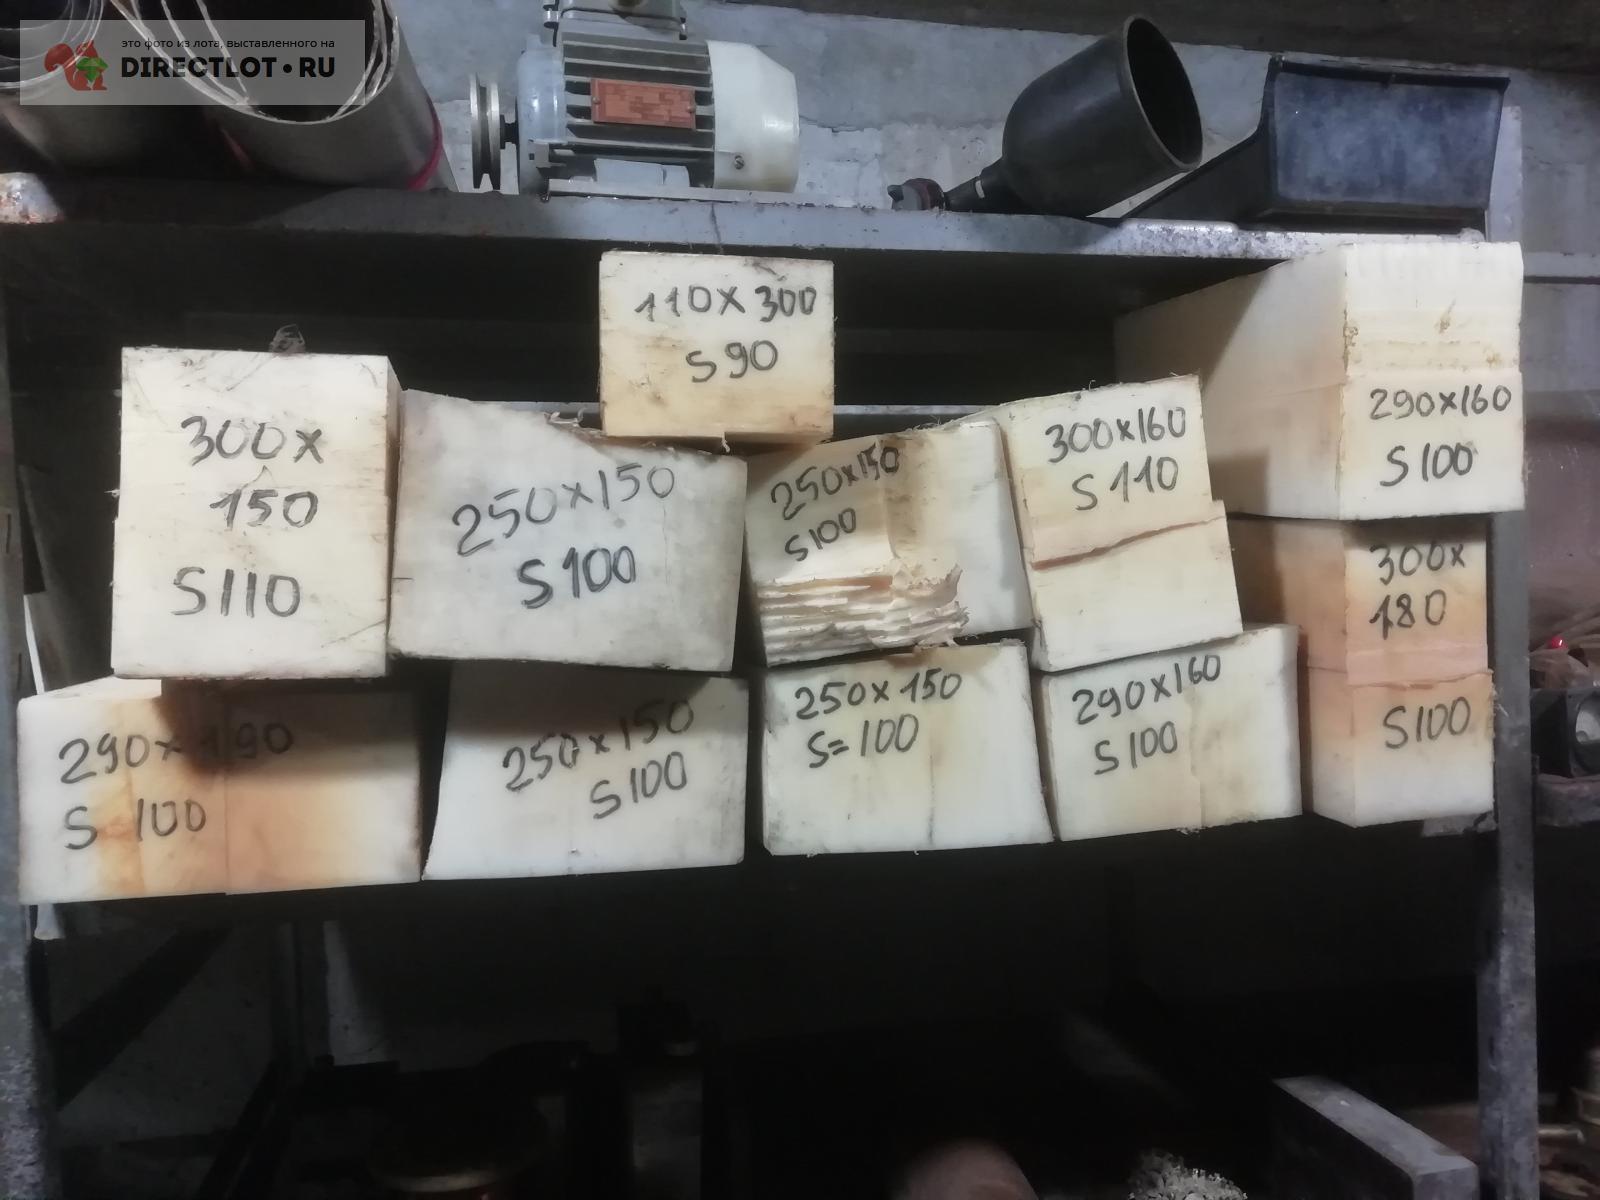 это фото из лота, выставленного на
DIRECTLOT • RU
110x300
S90
300x
150
S110
250x150
S100
250x150
S100
300x160
S110
290x160
S100
300x
180
S100
290x190
S 100
250x150
S100
250x150
S=100
290x160
S100